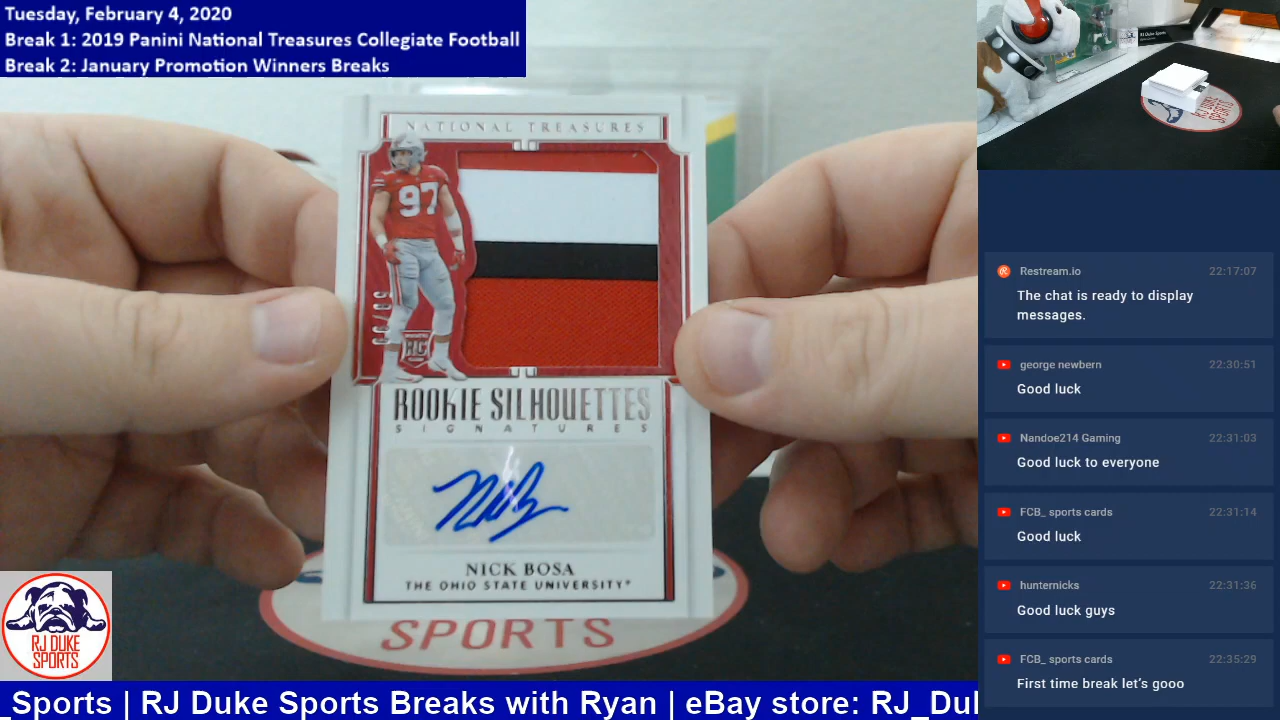 Tuesday, February 4, 2020
Break 1: 2019 Panini National Treasures Collegiate Football
Break 2: January Promotion Winners Breaks
NATIONAL TREASURES
97
RC
ROOKIE SILHOUETTES
SIGNATURES
NICK BOSA
THE OHIO STATE UNIVERSITY
SPORTS
RJ DUKE
SPORTS
Restream.io 22:17:07
The chat is ready to display
messages.
george newbern 22:30:51
Good luck
Nandoe214 Gaming 22:31:03
Good luck to everyone
FCB_ sports cards 22:31:14
Good luck
hunternicks 22:31:36
Good luck guys
FCB_ sports cards 22:35:29
First time break let's gooo
Sports | RJ Duke Sports Breaks with Ryan | eBay store: RJ_Du